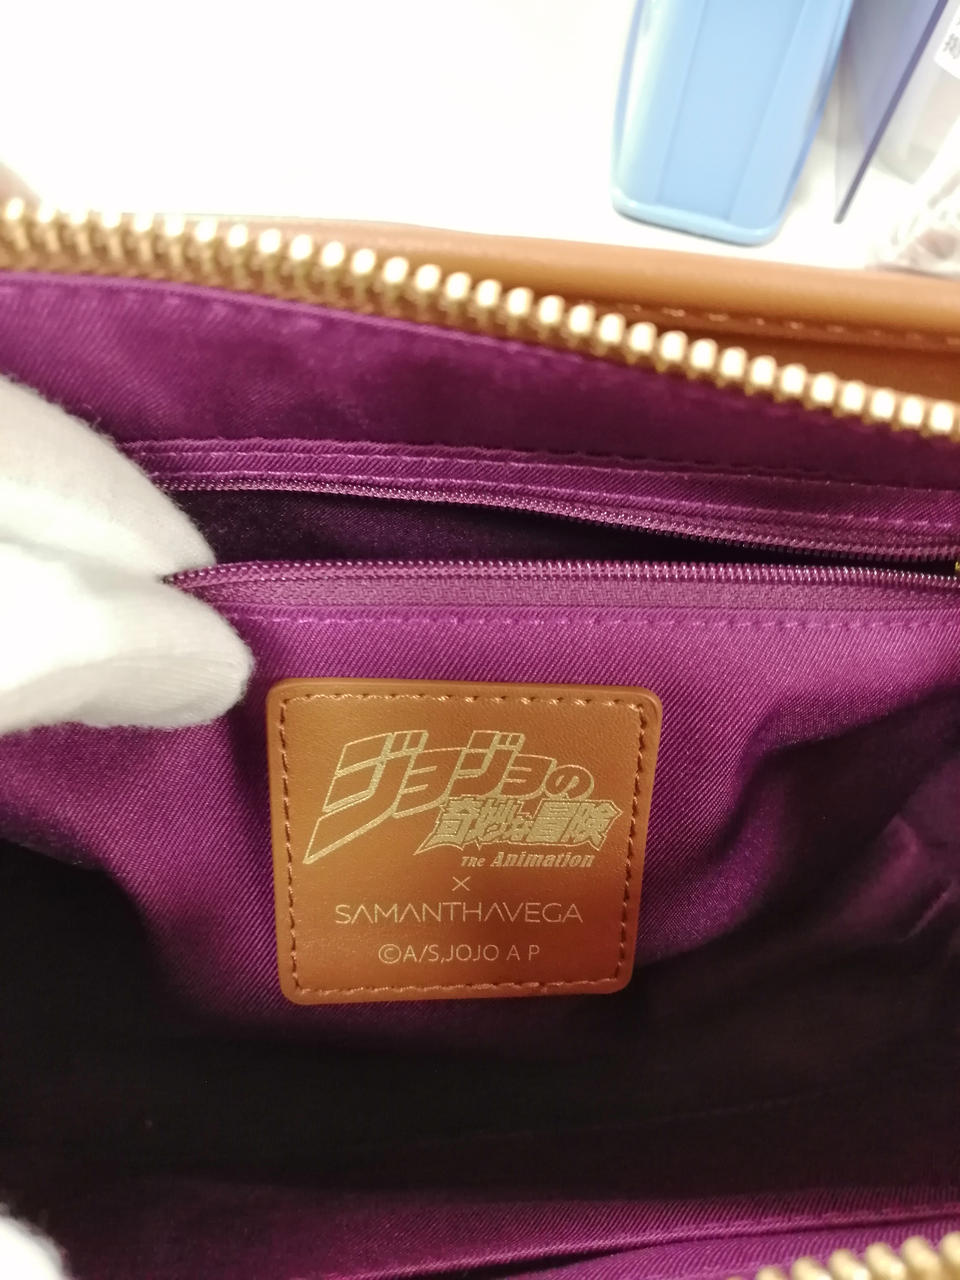 ジョジョの
奇妙な冒険
The Animation
×
SAMANTHAVEGA
©A/S,JOJO A P